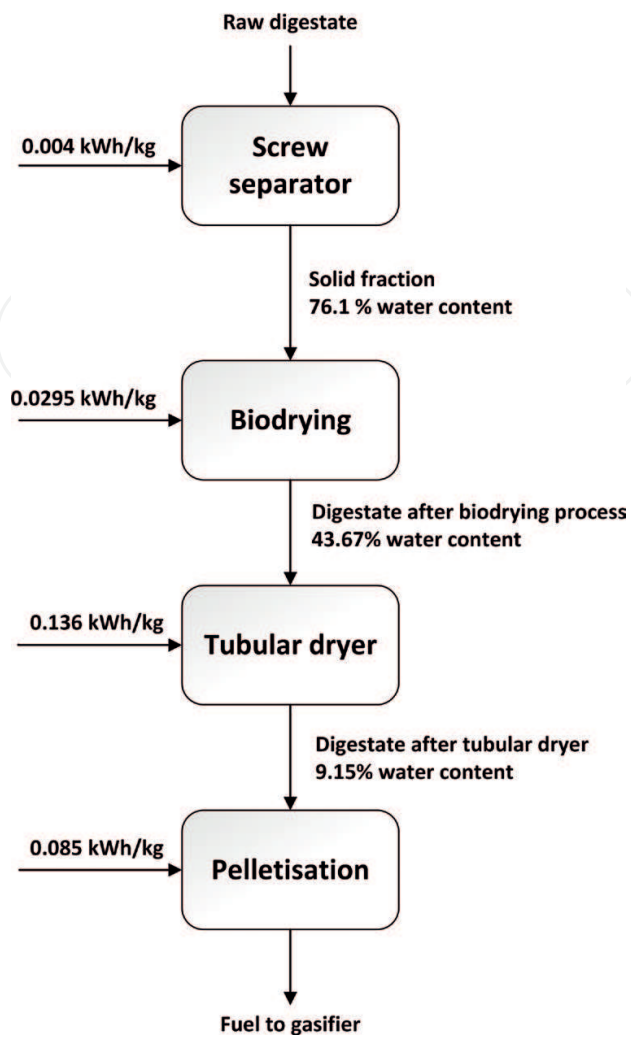 Raw digestate
0.004 kWh/kg
Screw
separator
Solid fraction
76.1 % water content
0.0295 kWh/kg
Biodrying
Digestate after biodrying process
43.67% water content
0.136 kWh/kg
Tubular dryer
Digestate after tubular dryer
9.15% water content
0.085 kWh/kg
Pelletisation
Fuel to gasifier